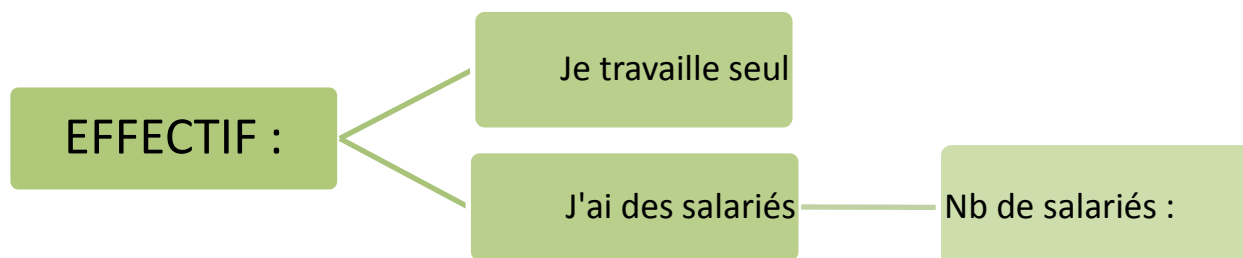 EFFECTIF :
Je travaille seul
J'ai des salariés
Nb de salariés :